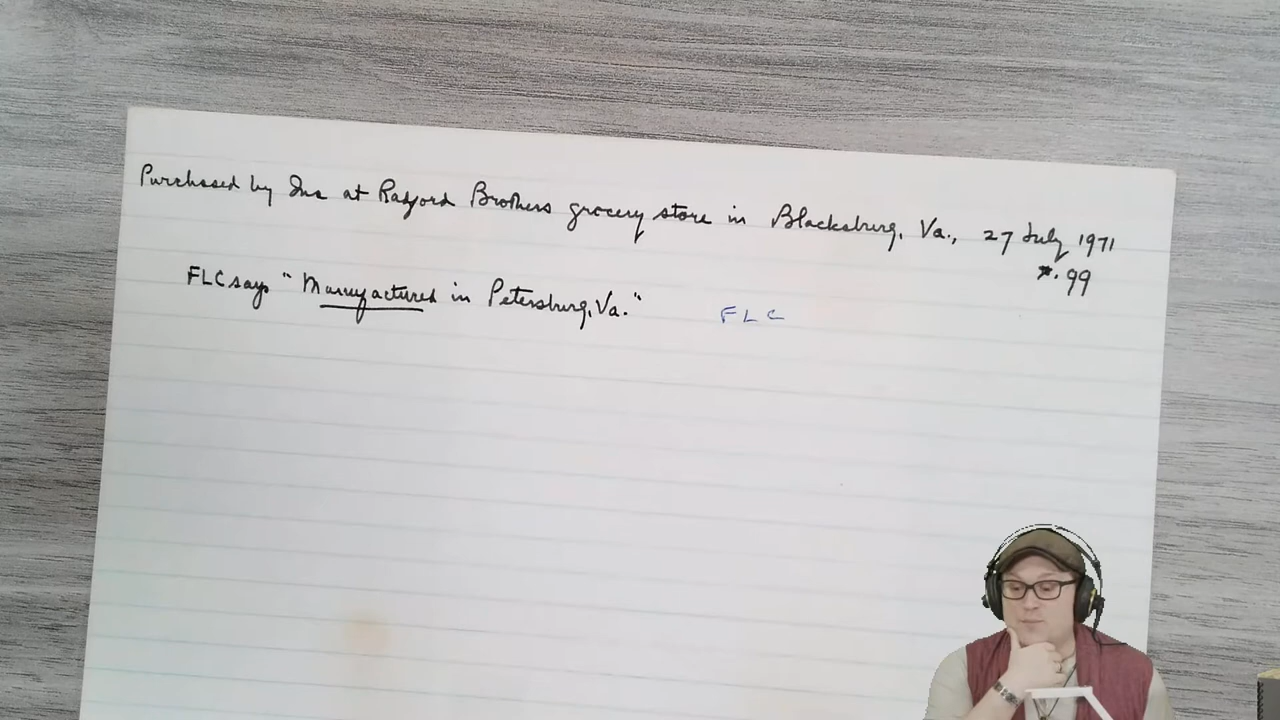 Purchased by me at Radford Brothers grocery store in Blacksburg, Va., 27 July 1971
.99
FLC says "Manufactured in Petersburg, Va."
FLC